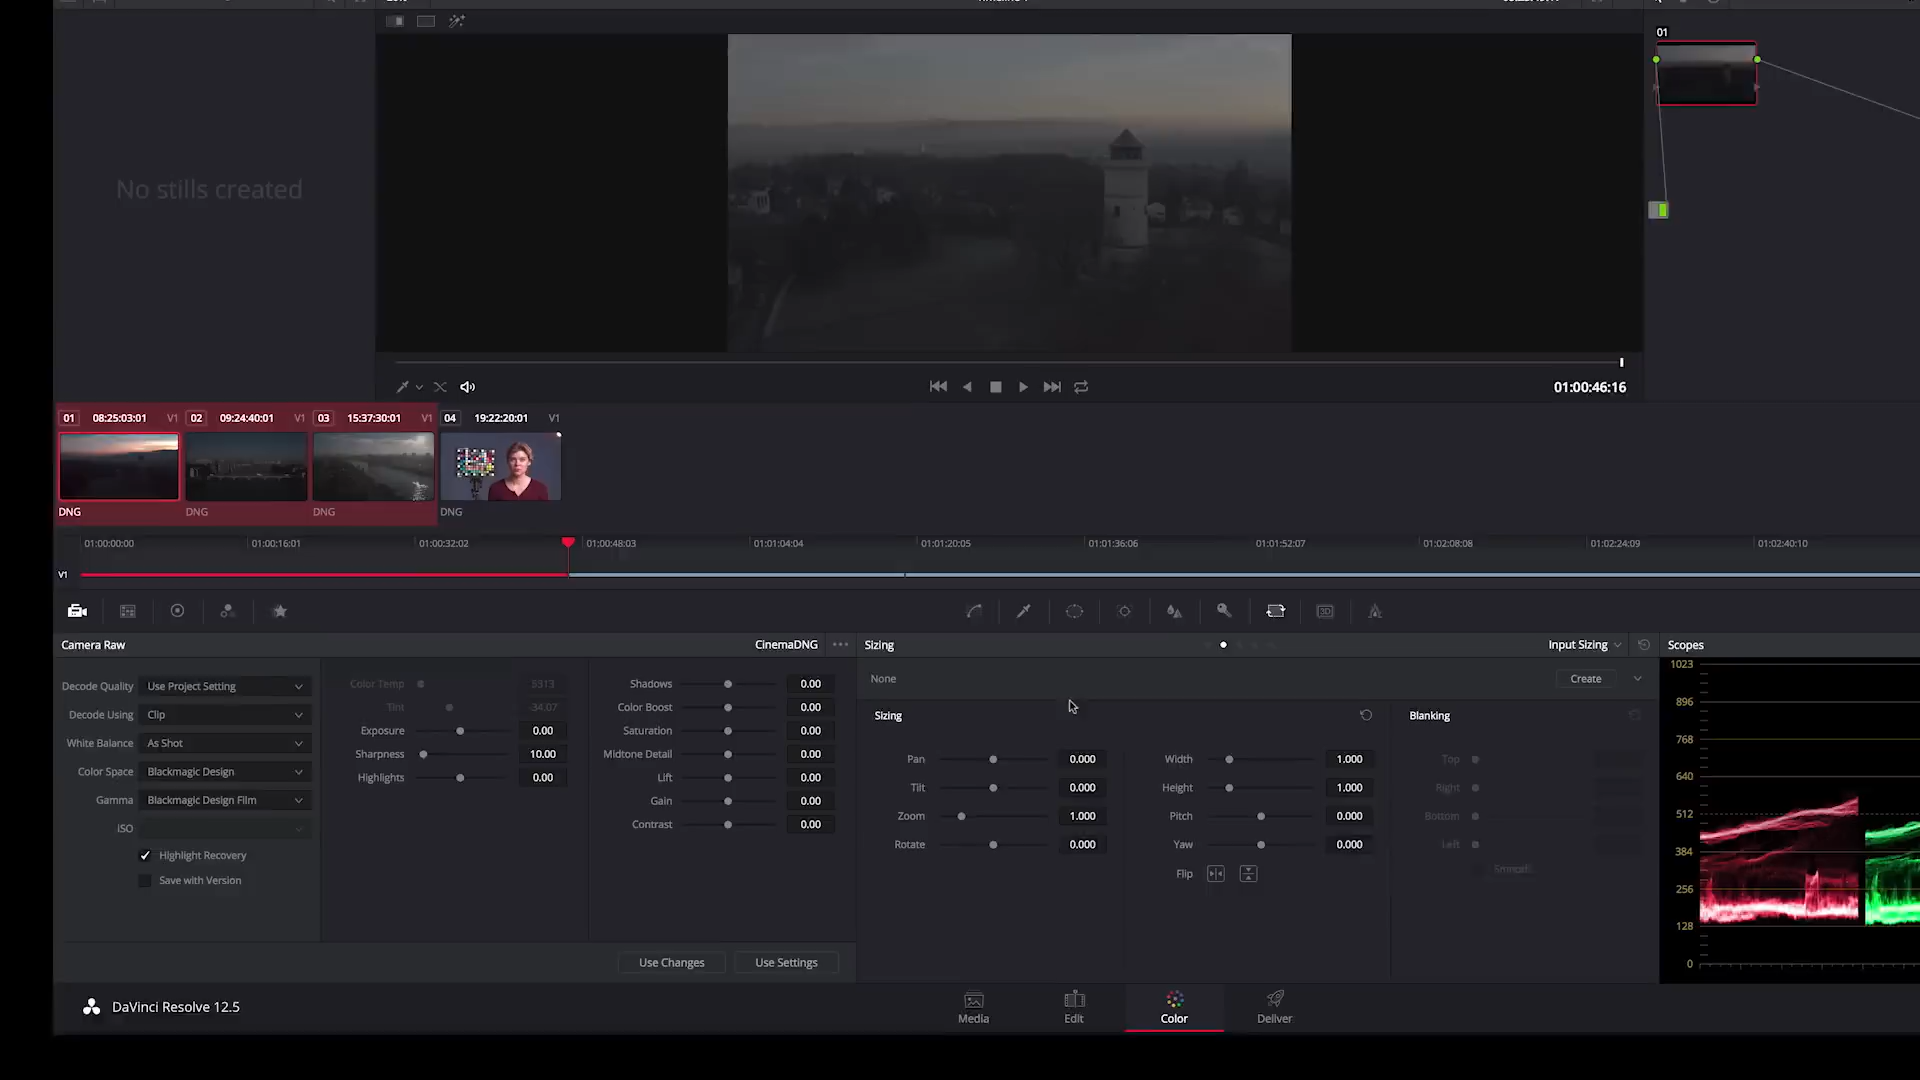 01
No stills created
01:00:46:16
01 08:25:03:01 V1 02 09:24:40:01 V1 03 15:37:30:01 V1 04 19:22:20:01 V1
DNG DNG DNG DNG
01:00:00:00 01:00:16:01 01:00:32:02 01:00:48:03 01:01:04:04 01:01:20:05 01:01:36:06 01:01:52:07 01:02:08:08 01:02:24:09 01:02:40:10
V1
3D
Camera Raw CinemaDNG
Decode Quality Use Project Setting
Decode Using Clip
White Balance As Shot
Color Space Blackmagic Design
Gamma Blackmagic Design Film
ISO
Highlight Recovery
Save with Version
Color Temp 5313
Tint -34.07
Exposure 0.00
Sharpness 10.00
Highlights 0.00
Shadows 0.00
Color Boost 0.00
Saturation 0.00
Midtone Detail 0.00
Lift 0.00
Gain 0.00
Contrast 0.00
Use Changes Use Settings
Sizing Input Sizing
None Create
Sizing
Pan 0.000
Tilt 0.000
Zoom 1.000
Rotate 0.000
Width 1.000
Height 1.000
Pitch 0.000
Yaw 0.000
Flip
Blanking
Top
Right
Bottom
Left
Smooth
Scopes
1023
896
768
640
512
384
256
128
0
DaVinci Resolve 12.5
Media Edit Color Deliver